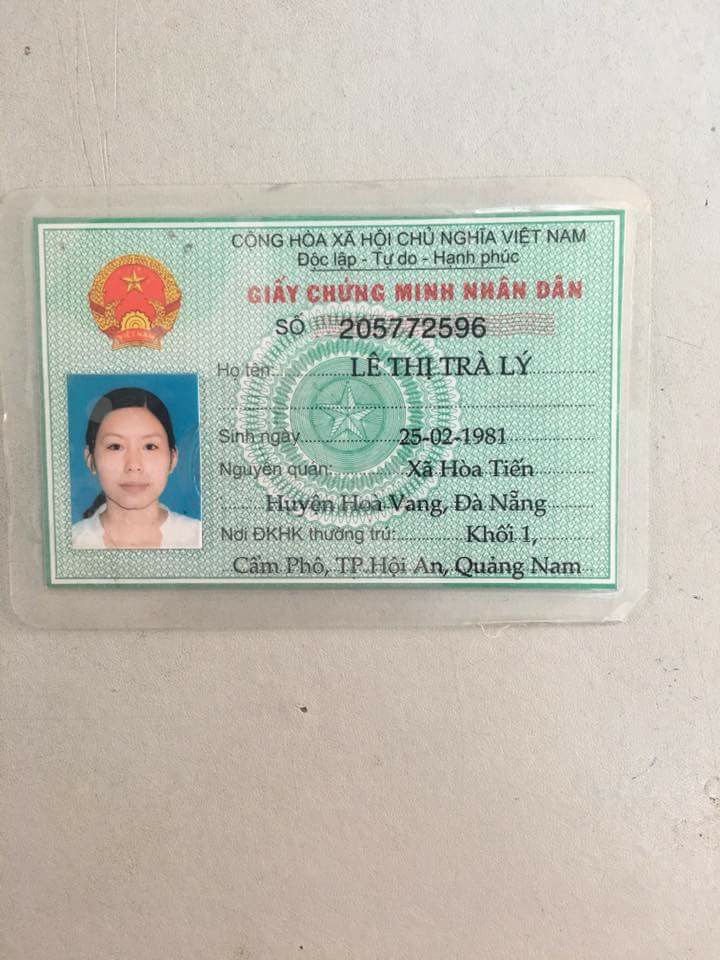 CỘNG HÒA XÃ HỘI CHỦ NGHĨA VIỆT NAM
Độc lập - Tự do - Hạnh phúc
GIẤY CHỨNG MINH NHÂN DÂN
SỐ 205772596
Họ tên: LÊ THỊ TRÀ LÝ
Sinh ngày 25-02-1981
Nguyên quán: Xã Hòa Tiến
Huyện Hoà Vang, Đà Nẵng
Nơi ĐKHK thường trú: Khối 1,
Cẩm Phô, TP.Hội An, Quảng Nam
VIỆT NAM